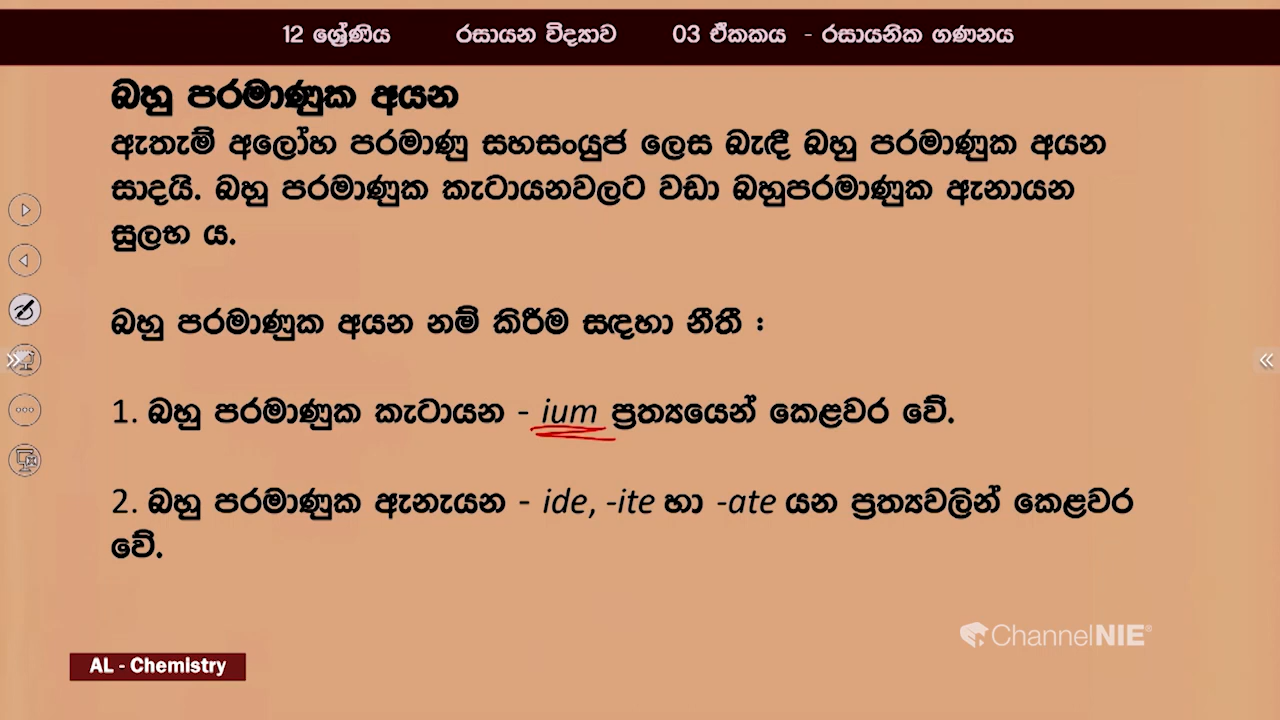 12 ශ්‍රේණිය රසායන විද්‍යාව 03 ඒකකය - රසායනික ගණනය
බහු පරමාණුක අයන
ඇතැම් අලෝහ පරමාණු සහසංයුජ ලෙස බැඳී බහු පරමාණුක අයන
සාදයි. බහු පරමාණුක කැටායනවලට වඩා බහුපරමාණුක ඇනායන
සුලභ ය.
බහු පරමාණුක අයන නම් කිරීම සඳහා නීතී :
1. බහු පරමාණුක කැටායන - ium ප්‍රත්‍යයෙන් කෙළවර වේ.
2. බහු පරමාණුක ඇනැයන - ide, -ite හා -ate යන ප්‍රත්‍යවලින් කෙළවර
වේ.
ChannelNIE®
AL - Chemistry